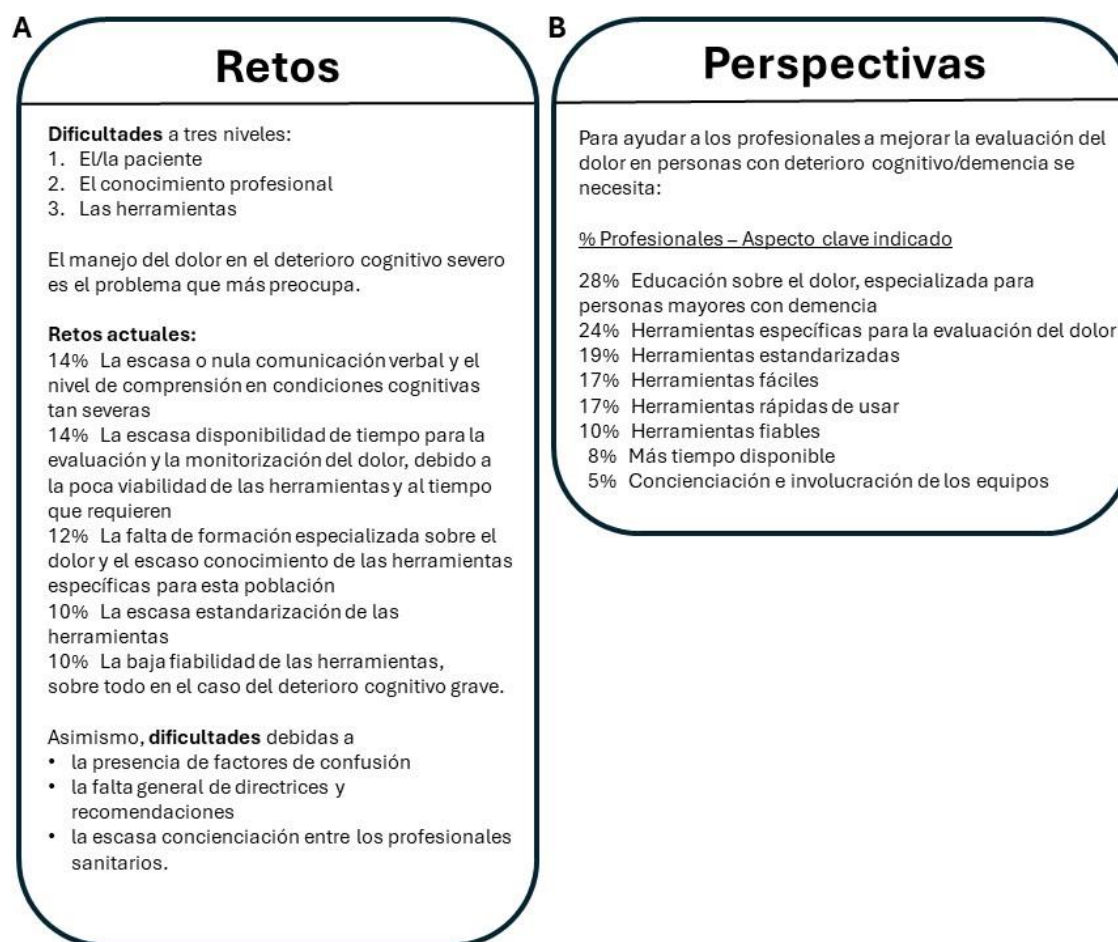 A
Retos
Dificultades a tres niveles:
1. El/la paciente
2. El conocimiento profesional
3. Las herramientas
El manejo del dolor en el deterioro cognitivo severo
es el problema que más preocupa.
Retos actuales:
14% La escasa o nula comunicación verbal y el
nivel de comprensión en condiciones cognitivas
tan severas
14% La escasa disponibilidad de tiempo para la
evaluación y la monitorización del dolor, debido a
la poca viabilidad de las herramientas y al tiempo
que requieren
12% La falta de formación especializada sobre el
dolor y el escaso conocimiento de las herramientas
específicas para esta población
10% La escasa estandarización de las
herramientas
10% La baja fiabilidad de las herramientas,
sobre todo en el caso del deterioro cognitivo grave.
Asimismo, dificultades debidas a
• la presencia de factores de confusión
• la falta general de directrices y
recomendaciones
• la escasa concienciación entre los profesionales
sanitarios.
B
Perspectivas
Para ayudar a los profesionales a mejorar la evaluación del
dolor en personas con deterioro cognitivo/demencia se
necesita:
% Profesionales – Aspecto clave indicado
28% Educación sobre el dolor, especializada para
personas mayores con demencia
24% Herramientas específicas para la evaluación del dolor
19% Herramientas estandarizadas
17% Herramientas fáciles
17% Herramientas rápidas de usar
10% Herramientas fiables
8% Más tiempo disponible
5% Concienciación e involucración de los equipos